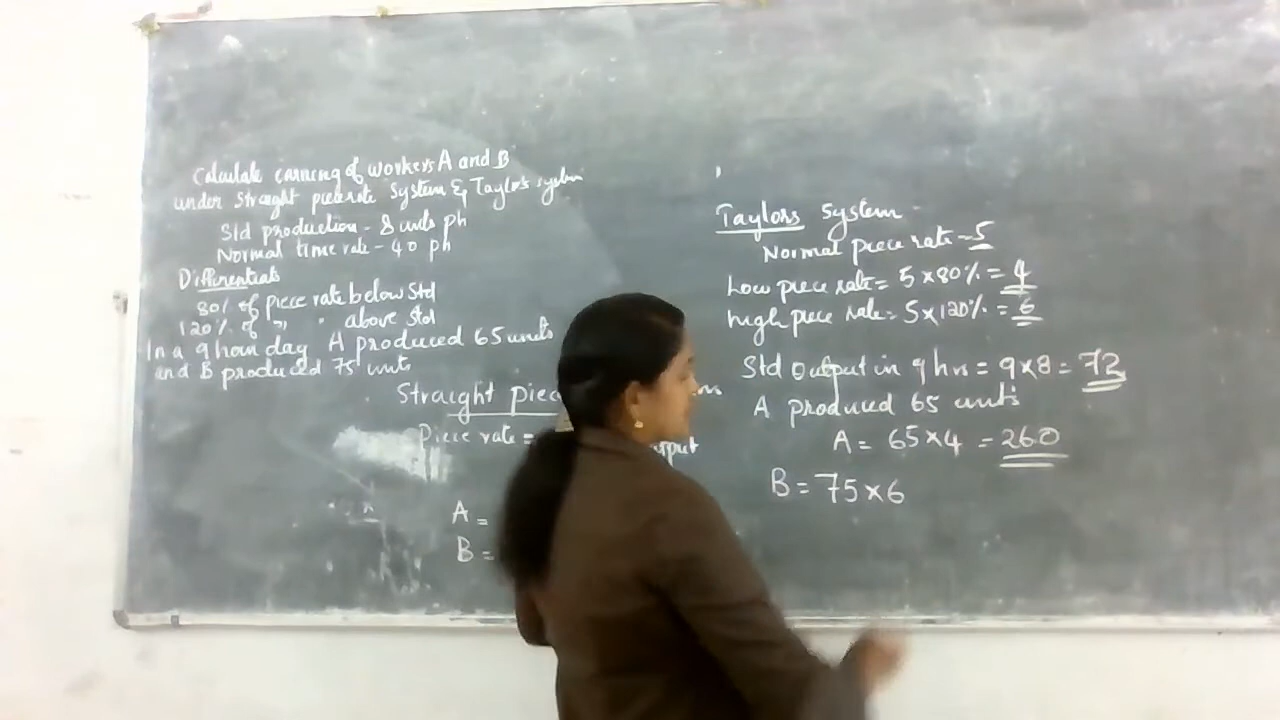 Calculate earning of workers A and B
under straight piece rate system & Taylor's system
Std production - 8 units ph
Normal time rate - 40 ph
Differentials
80% of piece rate below Std
120% of " " above Std
In a 9 hour day A produced 65 units
and B produced 75 units
Straight piece
Piece rate =
A =
B =
Taylors System
Normal piece rate - 5
Low piece rate = 5 × 80% = 4
High piece rate = 5 × 120% = 6
Std output in 9 hrs = 9 × 8 = 72
A produced 65 units
A = 65 × 4 = 260
B = 75 × 6